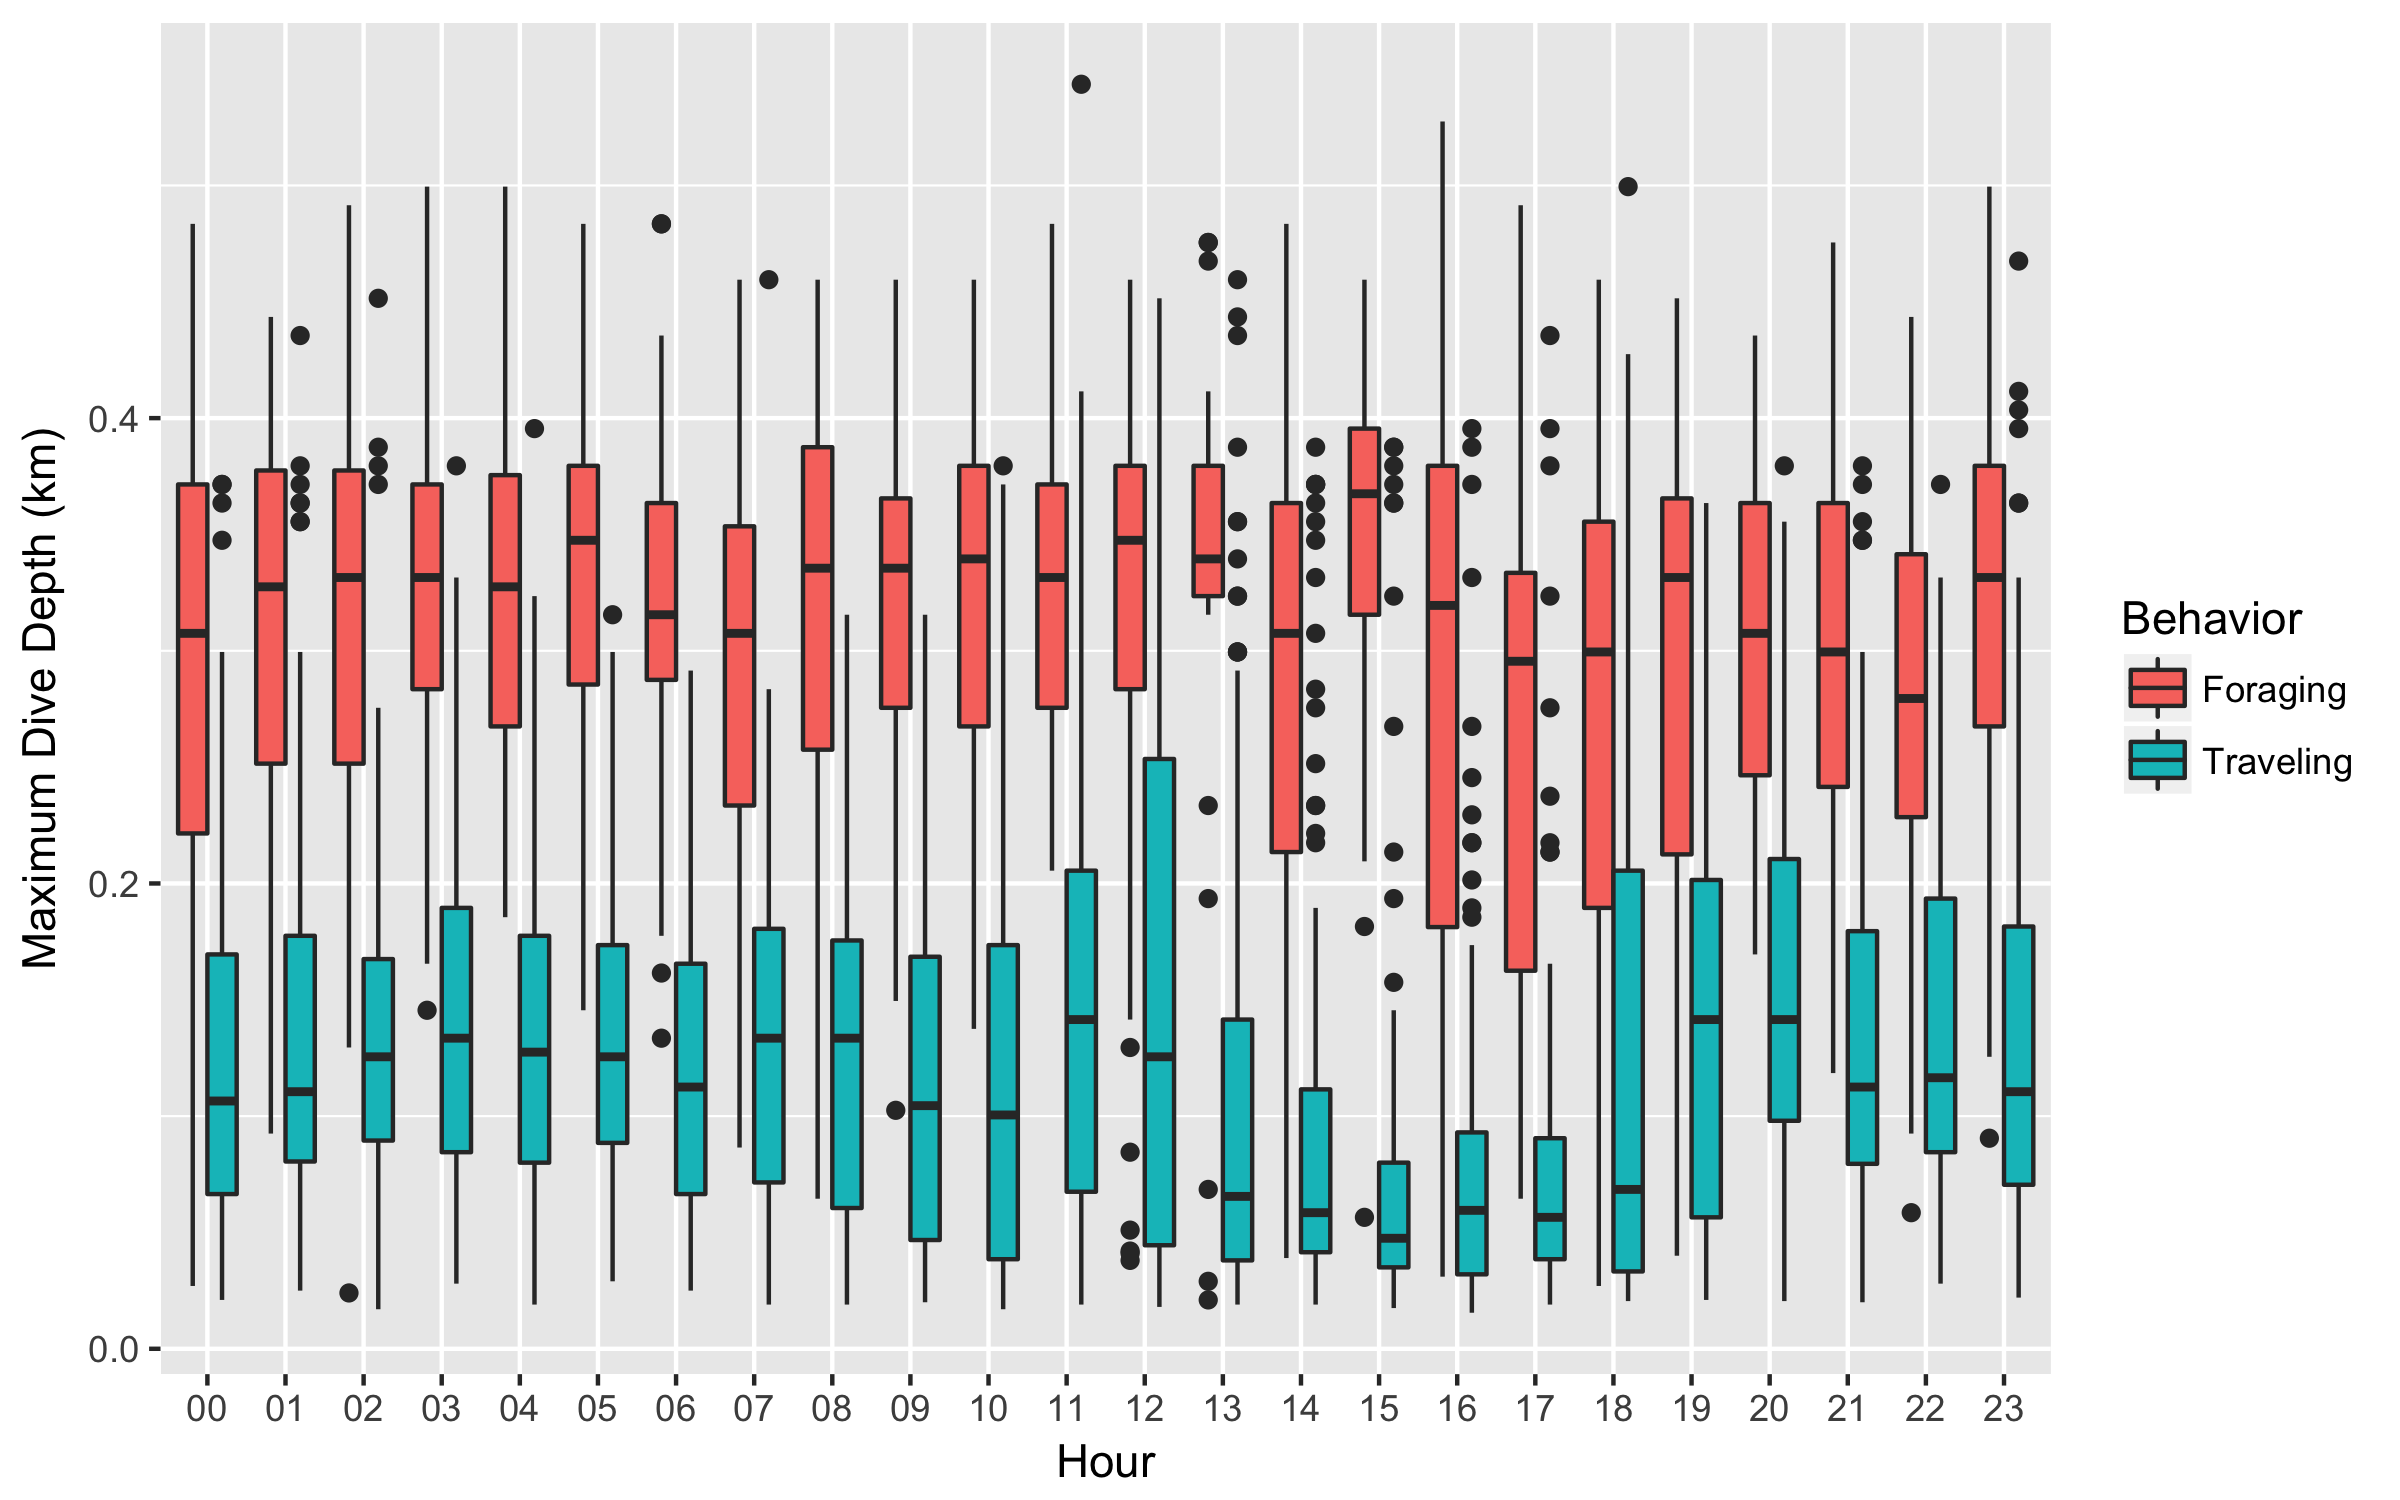 Maximum Dive Depth (km)
0.4
0.2
0.0
00 01 02 03 04 05 06 07 08 09 10 11 12 13 14 15 16 17 18 19 20 21 22 23
Hour
Behavior
Foraging
Traveling